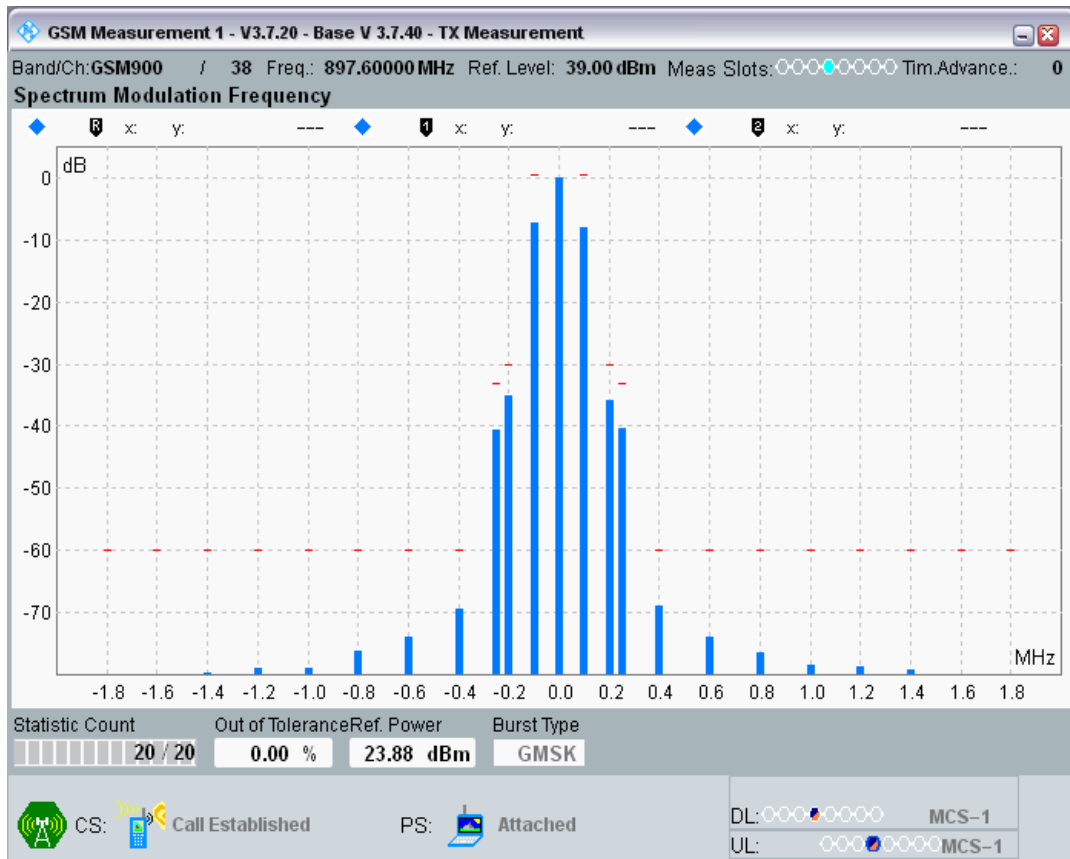 GSM Measurement 1 - V3.7.20 - Base V 3.7.40 - TX Measurement
Band/Ch:GSM900 / 38 Freq.: 897.60000 MHz Ref. Level: 39.00 dBm Meas Slots: Tim.Advance.: 0
Spectrum Modulation Frequency
R x: y: --- 1 x: y: --- 2 x: y: ---
dB
0
-10
-20
-30
-40
-50
-60
-70
MHz
-1.8 -1.6 -1.4 -1.2 -1.0 -0.8 -0.6 -0.4 -0.2 0.0 0.2 0.4 0.6 0.8 1.0 1.2 1.4 1.6 1.8
Statistic Count Out of Tolerance Ref. Power Burst Type
20 / 20 0.00 % 23.88 dBm GMSK
CS: Call Established PS: Attached
DL: MCS-1
UL: MCS-1